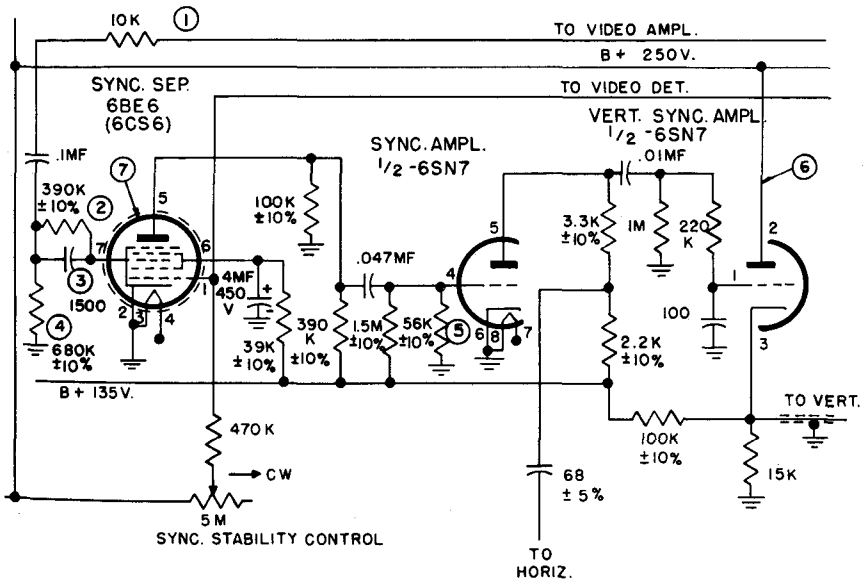 10K
1
TO VIDEO AMPL.
B+ 250V.
SYNC. SEP.
6BE6
(6CS6)
TO VIDEO DET.
VERT. SYNC. AMPL.
1/2 -6SN7
SYNC. AMPL.
1/2 -6SN7
.01MF
.1MF
7
6
390K
±10%
2
5
100K
±10%
5
3.3K
±10%
1M
220
K
2
7
6
3
1500
4MF
450
V
+
-
1
.047MF
4
1
100
4
2
3
4
680K
±10%
39K
±10%
390
K
±10%
1.5M
±10%
56K
±10%
5
6
8
7
2.2K
±10%
3
B+ 135V.
TO VERT.
470K
100K
±10%
CW
68
±5%
15K
5M
SYNC. STABILITY CONTROL
TO
HORIZ.